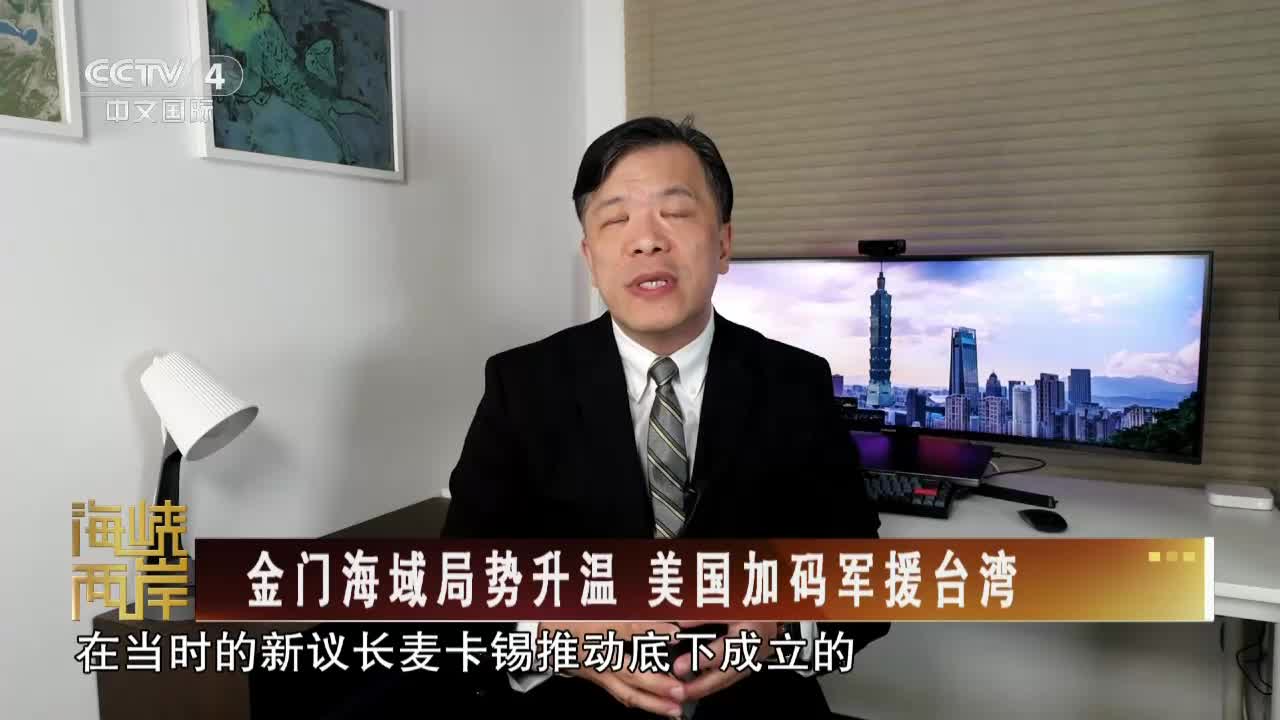 CCTV 4
中文国际
海峡
两岸
金门海域局势升温 美国加码军援台湾
在当时的新议长麦卡锡推动底下成立的